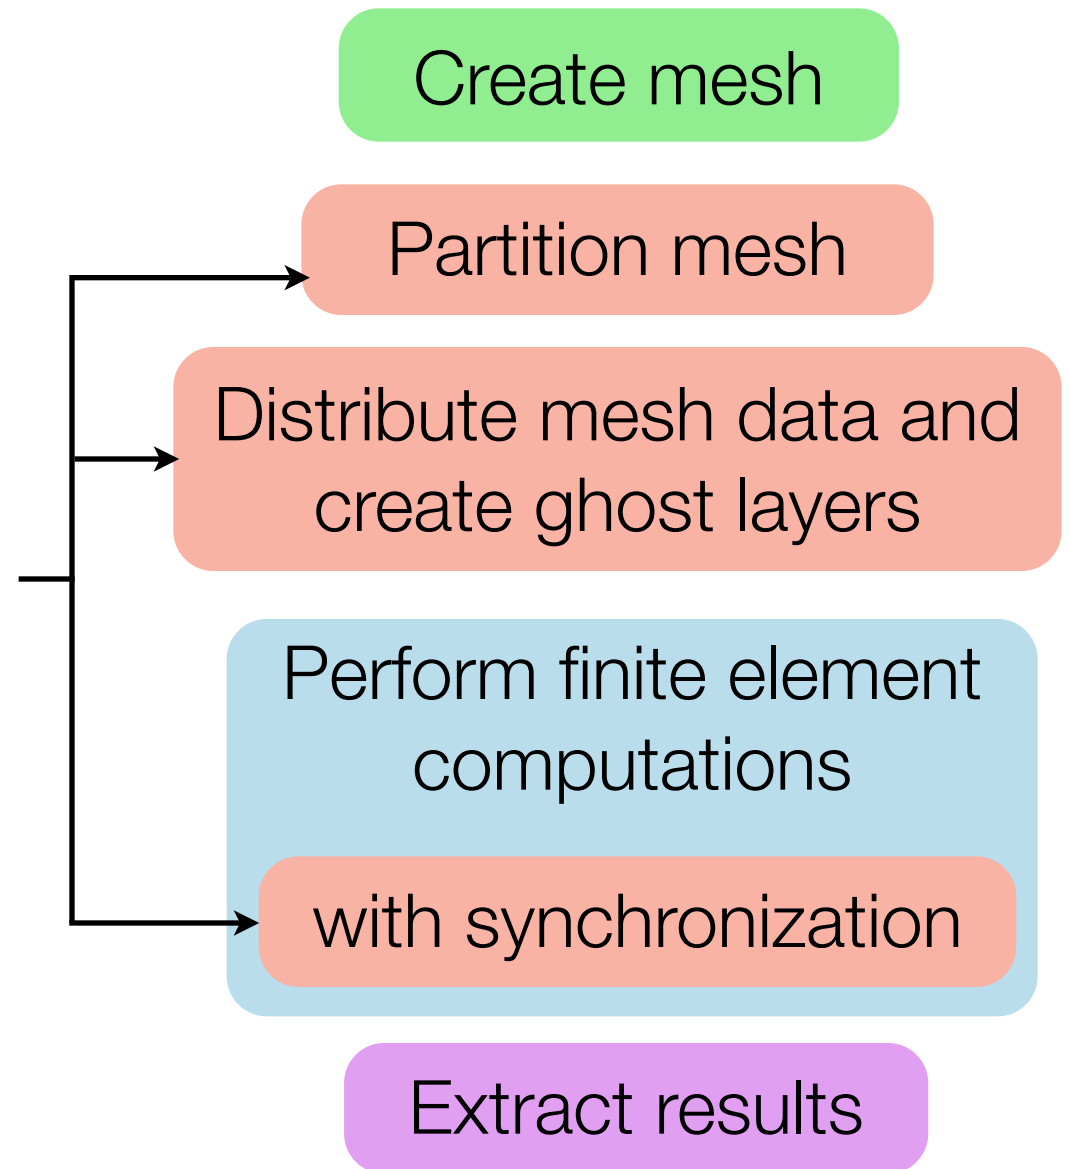 Create mesh
Partition mesh
Distribute mesh data and
create ghost layers
Perform finite element
computations
with synchronization
Extract results